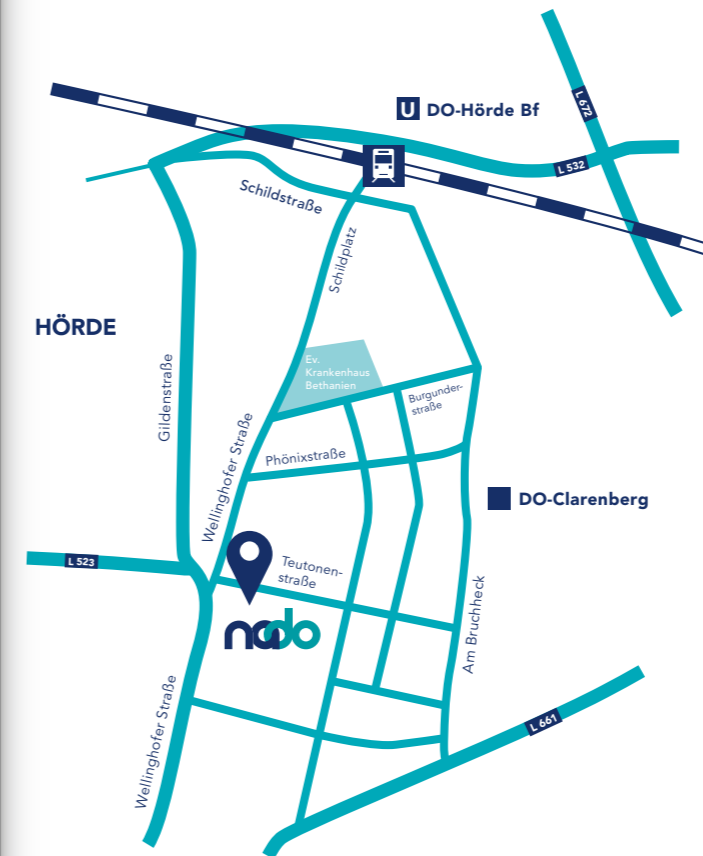 L 672
U DO-Hörde Bf
L 532
Schildstraße
Schildplatz
HÖRDE
Ev.
Krankenhaus
Bethanien
Gildenstraße
Burgunder-
straße
Wellinghofer Straße
Phönixstraße
DO-Clarenberg
L 523
Teutonen-
straße
nado
Am Bruchheck
Wellinghofer Straße
L 661